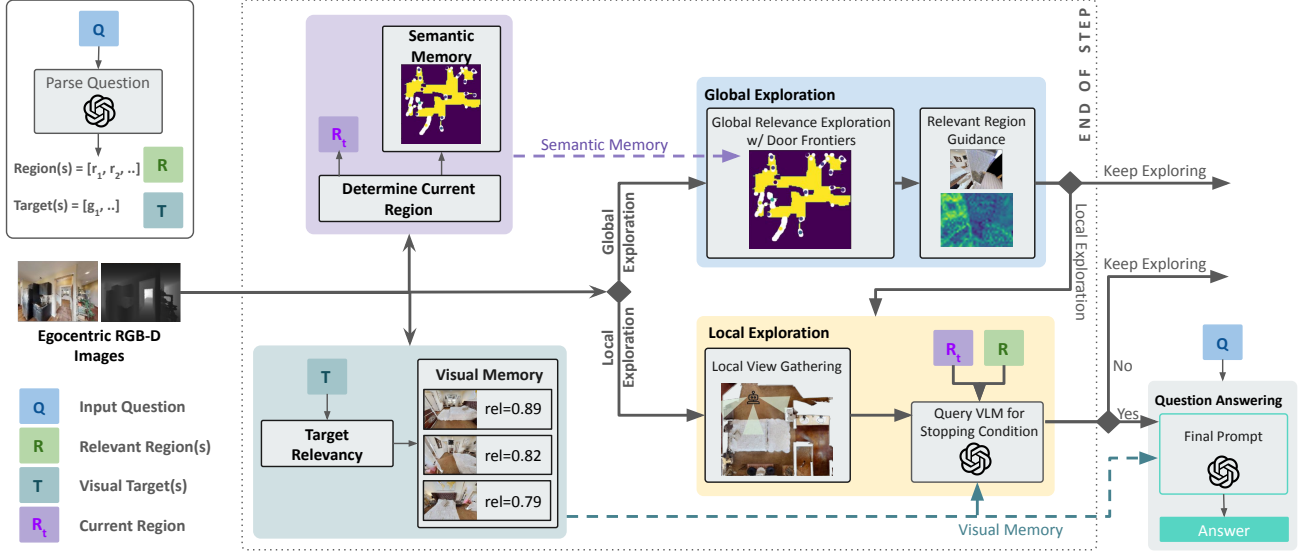 Q
Parse Question
Region(s) = [r1, r2, ..]
R
Target(s) = [g1, ..]
T
Egocentric RGB-D
Images
Q
Input Question
R
Relevant Region(s)
T
Visual Target(s)
Rt
Current Region
Semantic
Memory
Rt
Determine Current
Region
Semantic Memory
T
Target
Relevancy
Visual Memory
rel=0.89
rel=0.82
rel=0.79
Global
Exploration
Local
Exploration
Global Exploration
Global Relevance Exploration
w/ Door Frontiers
Relevant Region
Guidance
END OF STEP
Keep Exploring
Local Exploration
Keep Exploring
Local Exploration
Local View Gathering
Rt
R
Query VLM for
Stopping Condition
No
Yes
Visual Memory
Q
Question Answering
Final Prompt
Answer